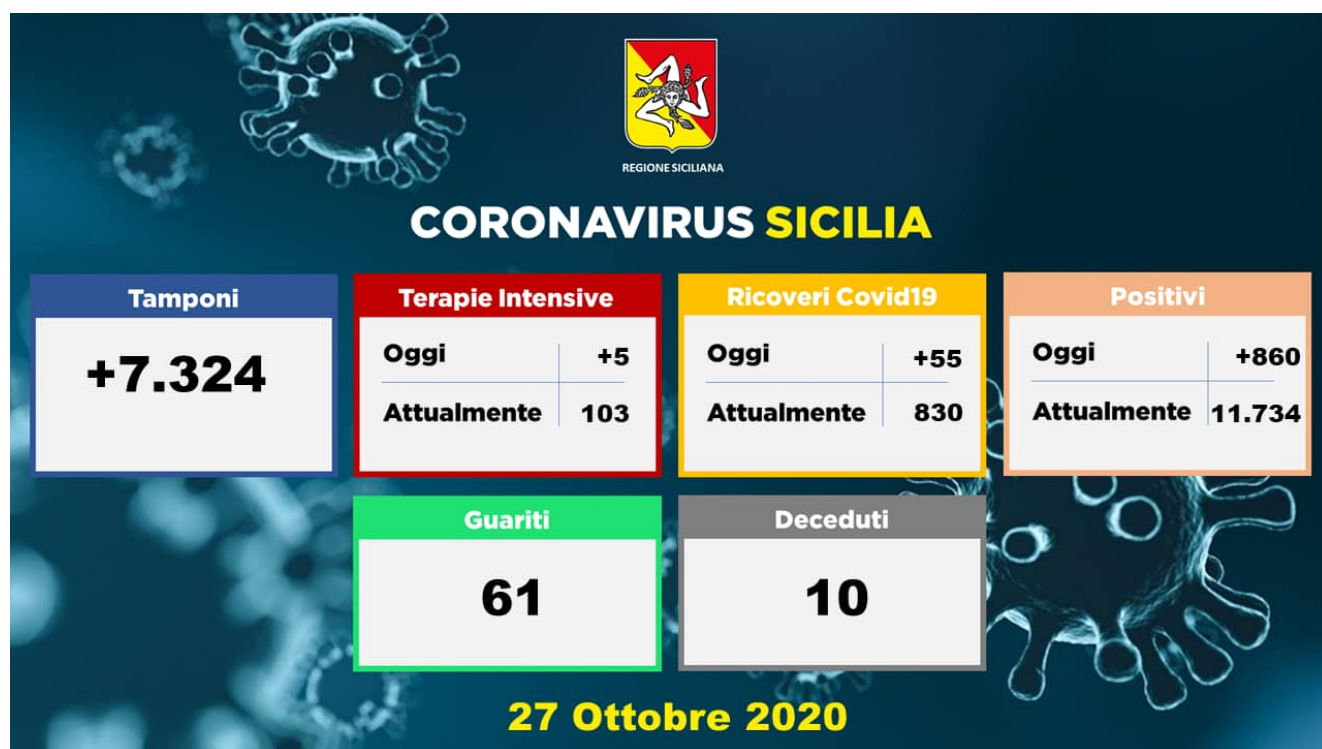 REGIONE SICILIANA
CORONAVIRUS SICILIA
Tamponi
+7.324
Terapie Intensive
Oggi +5
Attualmente 103
Ricoveri Covid19
Oggi +55
Attualmente 830
Positivi
Oggi +860
Attualmente 11.734
Guariti
61
Deceduti
10
27 Ottobre 2020